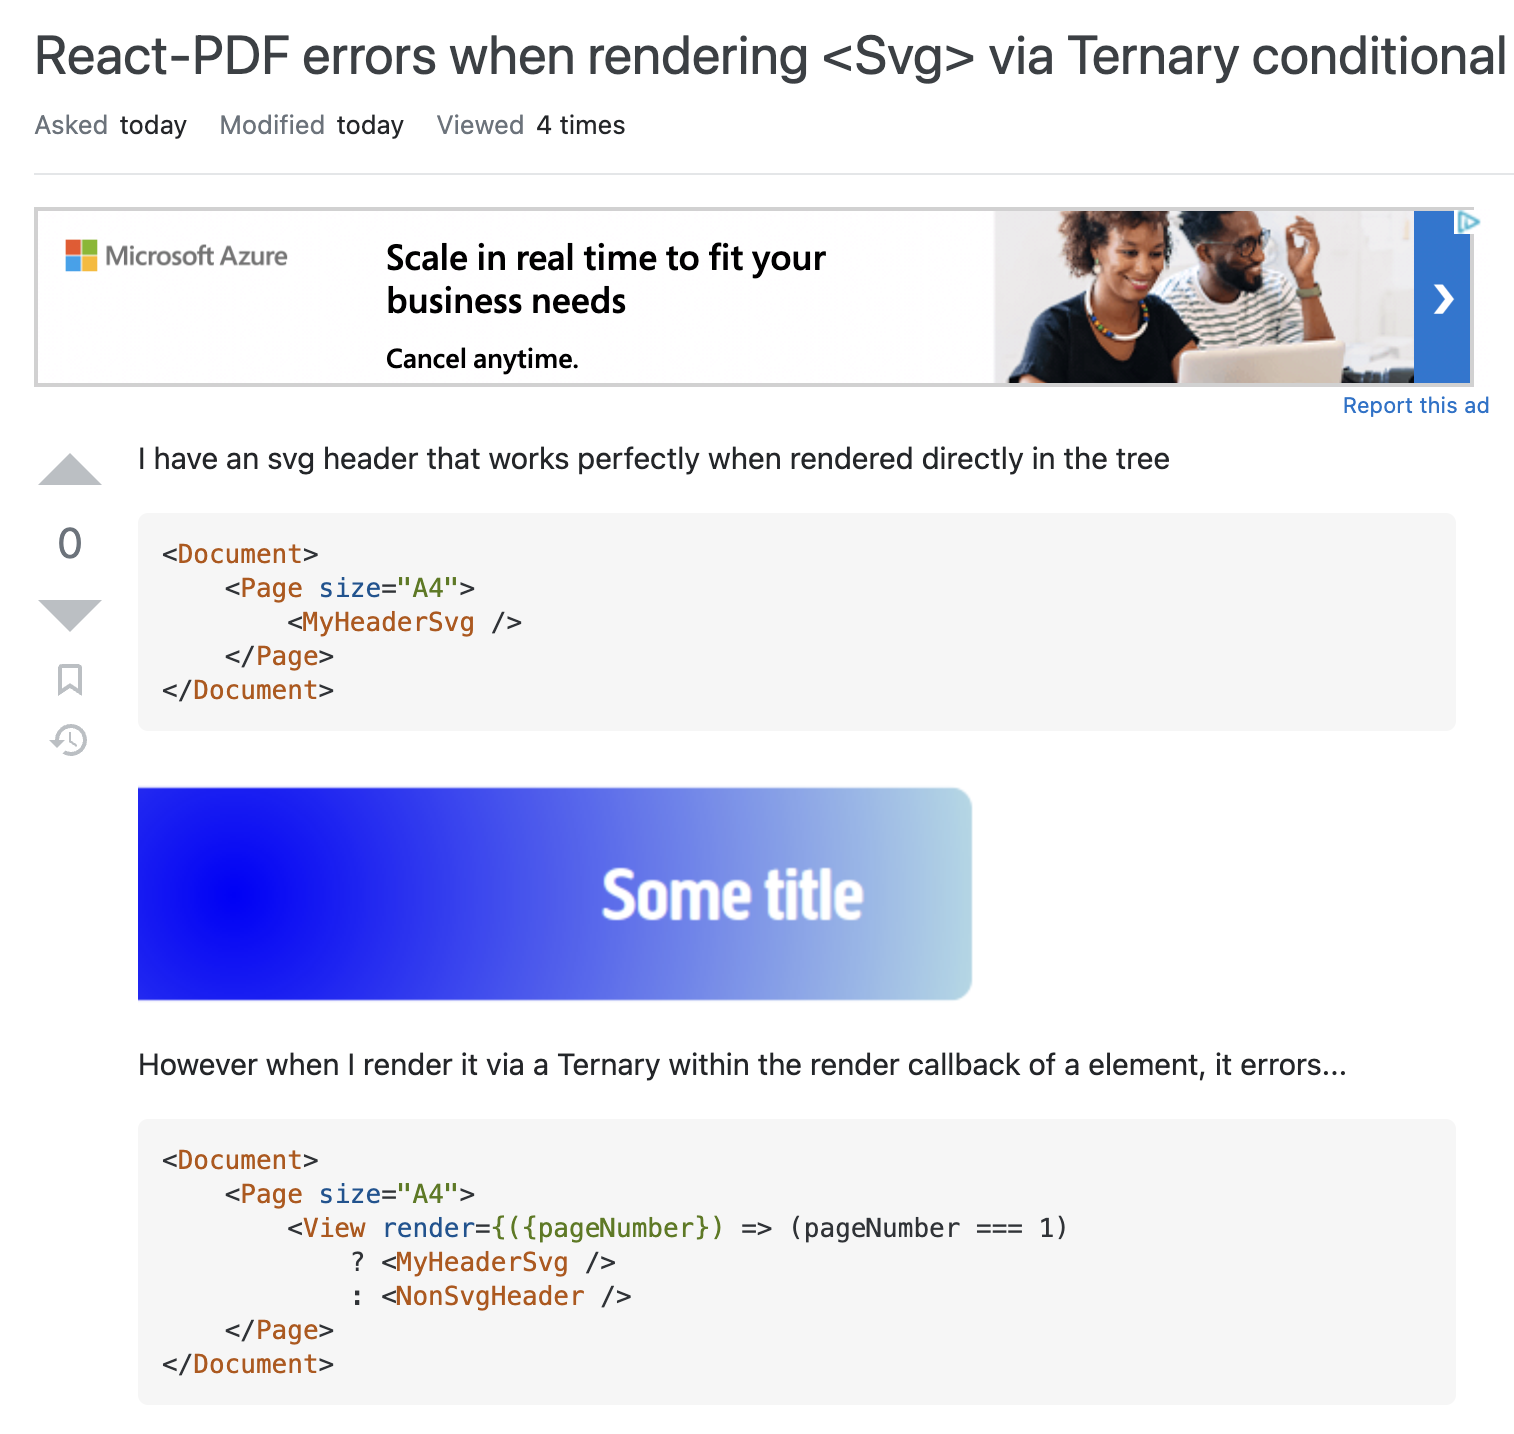 React-PDF errors when rendering <Svg> via Ternary conditional
Asked today Modified today Viewed 4 times
Microsoft Azure
Scale in real time to fit your
business needs
Cancel anytime.
Report this ad
I have an svg header that works perfectly when rendered directly in the tree
0
<Document>
    <Page size="A4">
        <MyHeaderSvg />
    </Page>
</Document>
Some title
However when I render it via a Ternary within the render callback of a element, it errors...
<Document>
    <Page size="A4">
        <View render={({pageNumber}) => (pageNumber === 1)
            ? <MyHeaderSvg />
            : <NonSvgHeader />
    </Page>
</Document>